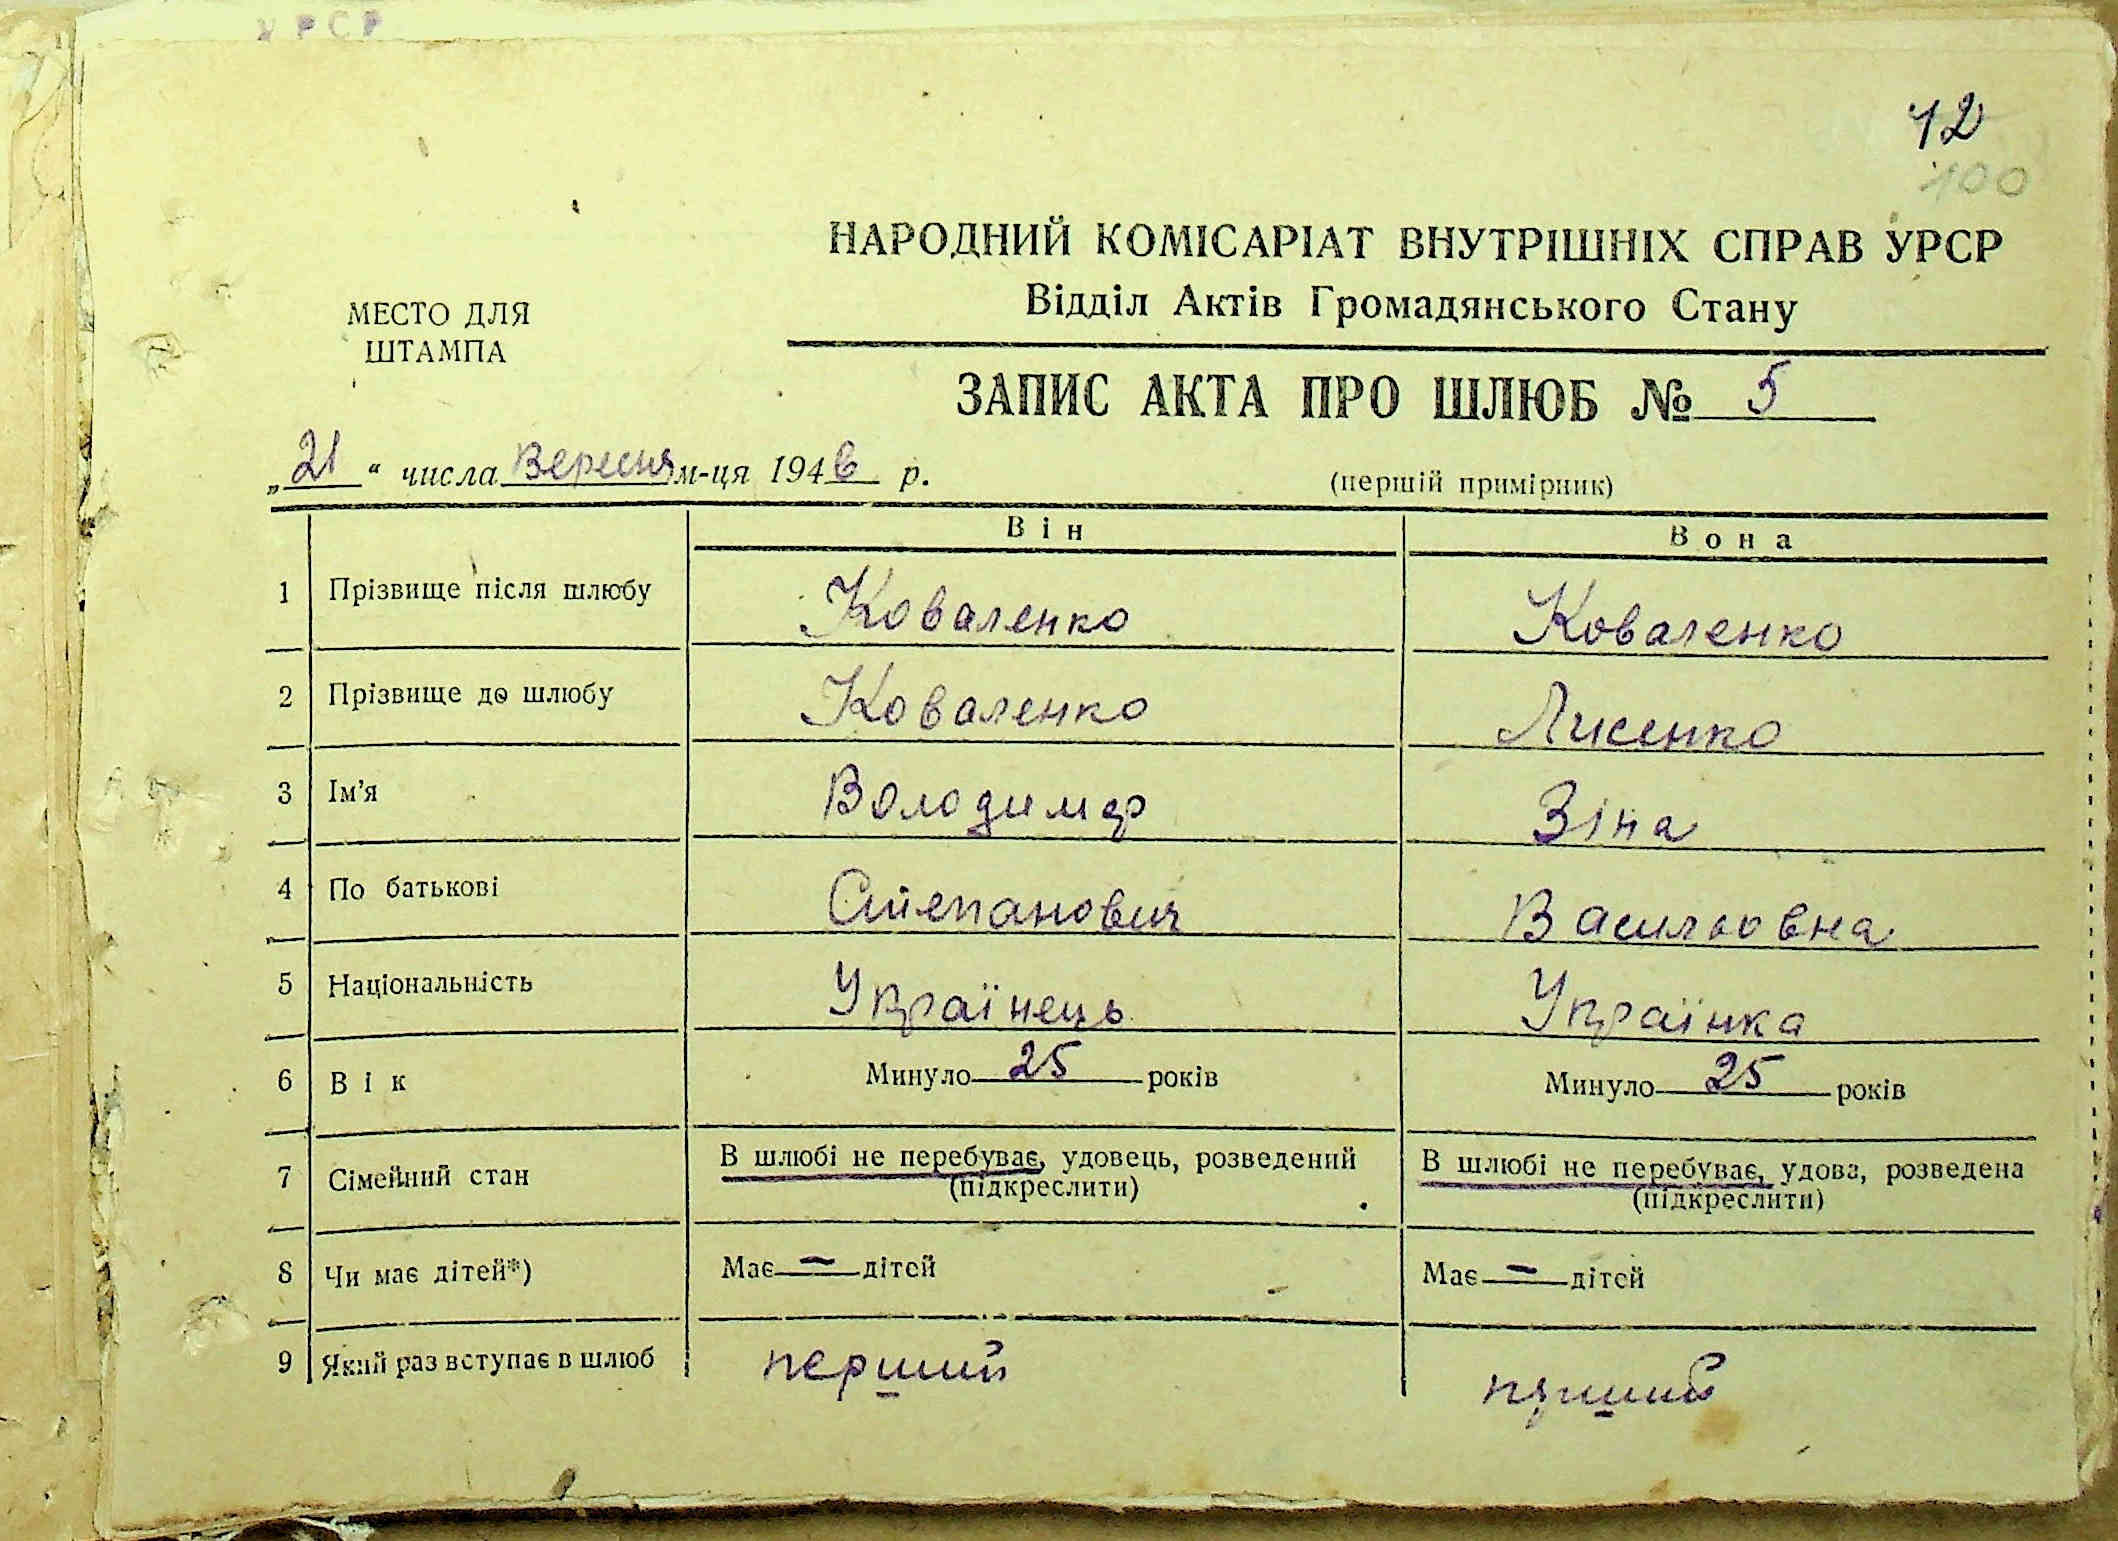 УРСР
12
100
НАРОДНИЙ КОМІСАРІАТ ВНУТРІШНІХ СПРАВ УРСР
Відділ Актів Громадянського Стану
МЕСТО ДЛЯ
ШТАМПА
ЗАПИС АКТА ПРО ШЛЮБ № 5
„21“ числа Вересня м-ця 1946 р.
(першій примірник)
Він Вона
1 Прізвище після шлюбу Коваленко Коваленко
2 Прізвище до шлюбу Коваленко Лисенко
3 Ім’я Володимер Зіна
4 По батькові Степанович Васильовна
5 Національність Українець Українка
6 Вік Минуло 25 років Минуло 25 років
7 Сімейний стан В шлюбі не перебуває, удовець, розведений В шлюбі не перебуває, удова, розведена
(підкреслити) (підкреслити)
8 Чи має дітей*) Має — дітей Має — дітей
9 Який раз вступає в шлюб перший перший